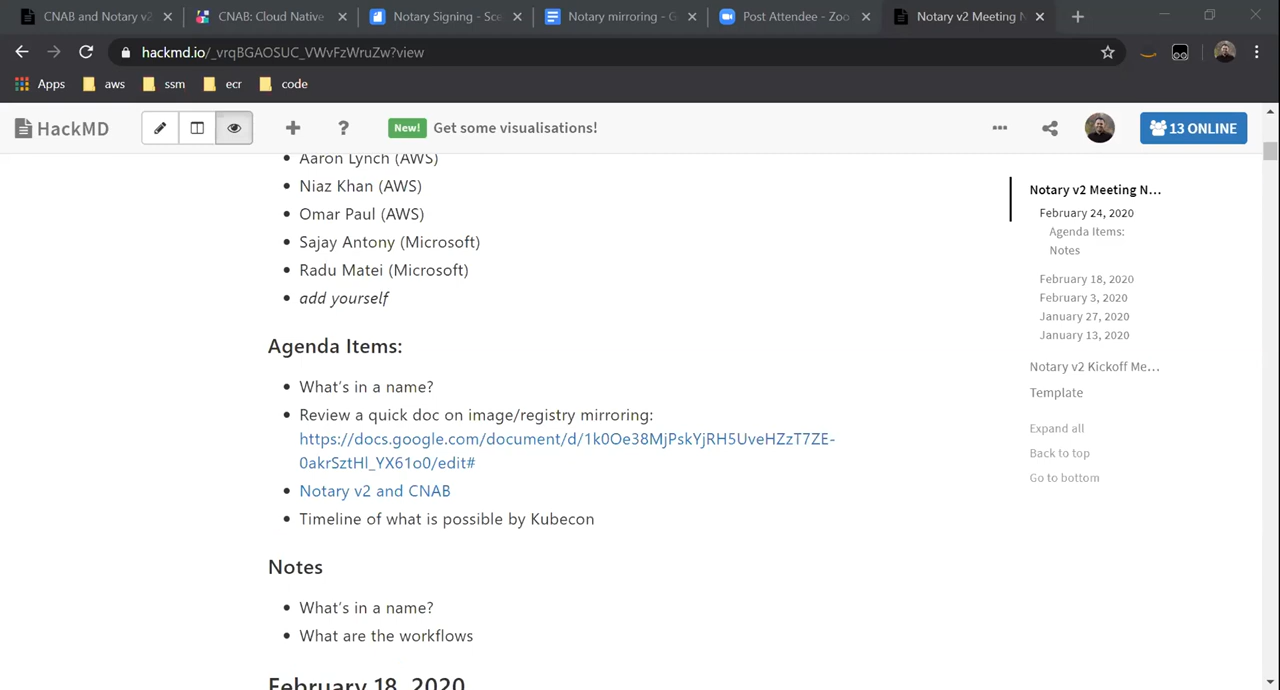 CNAB and Notary v2
CNAB: Cloud Native
Notary Signing - Sce
Notary mirroring - G
Post Attendee - Zoo
Notary v2 Meeting N
hackmd.io/_vrqBGAOSUC_VWvFzWruZw?view
Apps
aws
ssm
ecr
code
HackMD
New!
Get some visualisations!
13 ONLINE
Aaron Lynch (AWS)
Niaz Khan (AWS)
Omar Paul (AWS)
Sajay Antony (Microsoft)
Radu Matei (Microsoft)
add yourself
Agenda Items:
What's in a name?
Review a quick doc on image/registry mirroring:
https://docs.google.com/document/d/1k0Oe38MjPskYjRH5UveHZzT7ZE-
0akrSztHl_YX61o0/edit#
Notary v2 and CNAB
Timeline of what is possible by Kubecon
Notes
What's in a name?
What are the workflows
February 18, 2020
Notary v2 Meeting N...
February 24, 2020
Agenda Items:
Notes
February 18, 2020
February 3, 2020
January 27, 2020
January 13, 2020
Notary v2 Kickoff Me...
Template
Expand all
Back to top
Go to bottom